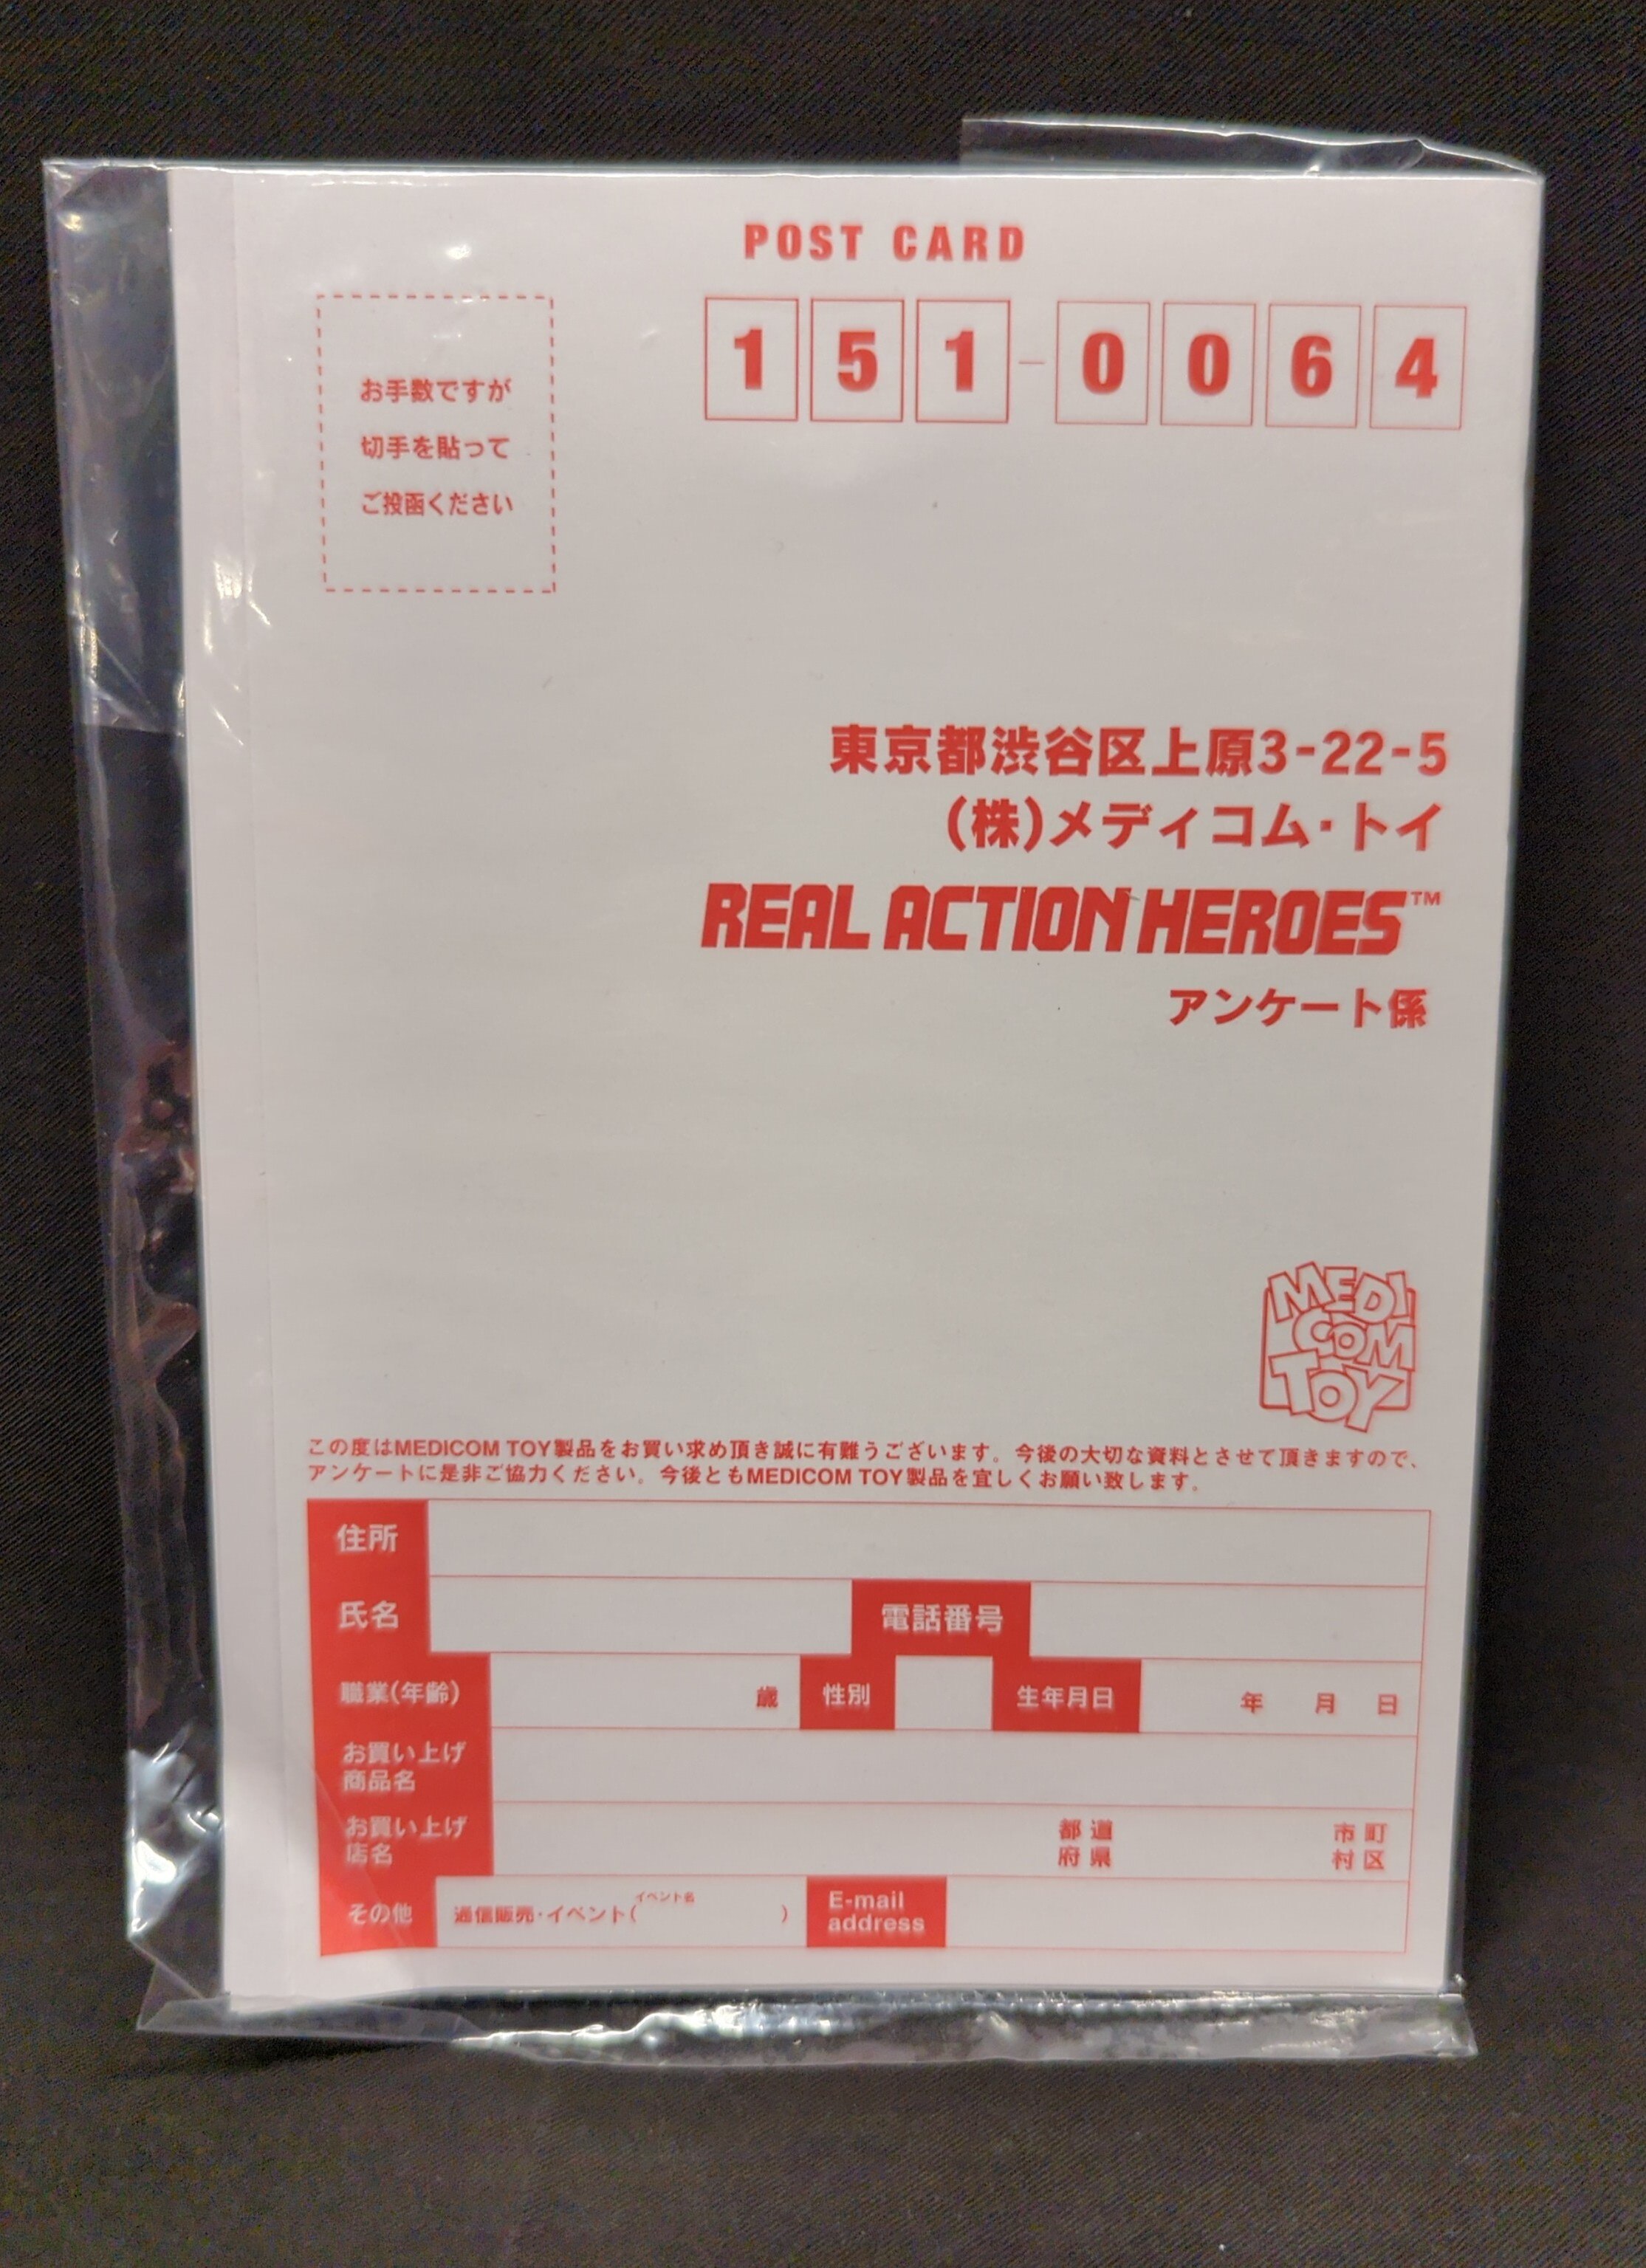 POST CARD
お手数ですが
切手を貼って
ご投函ください
151-0064
東京都渋谷区上原3-22-5
(株)メディコム・トイ
REAL ACTION HEROES™
アンケート係
MEDI
COM
TOY
この度はMEDICOM TOY製品をお買い求め頂き誠に有難うございます。今後の大切な資料とさせて頂きますので、
アンケートに是非ご協力ください。今後ともMEDICOM TOY製品を宜しくお願い致します。
住所
氏名 電話番号
職業(年齢) 歳 性別 生年月日 年 月 日
お買い上げ
商品名
お買い上げ 都道 市町
店名 府県 村区
イベント名
その他 通信販売・イベント( ) E-mail
address